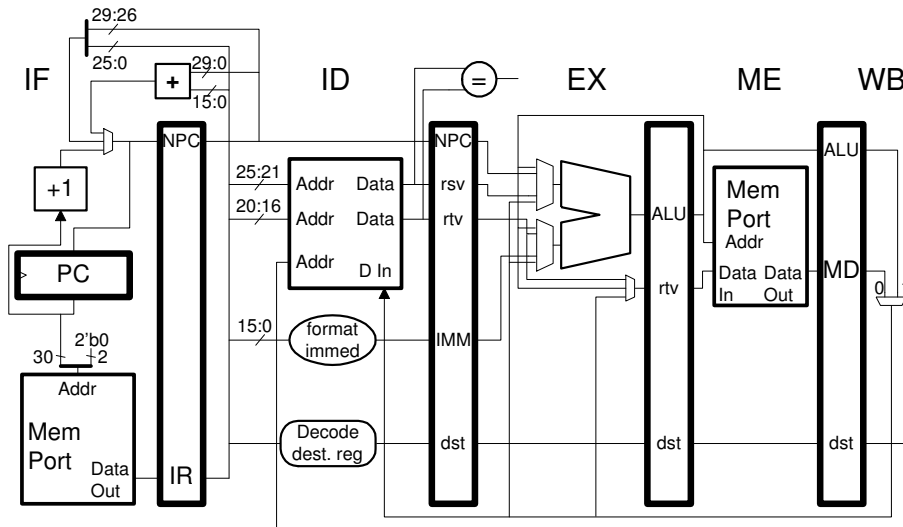 29:26
25:0
IF
+
29:0
15:0
ID
=
EX
ME
WB
NPC
NPC
+1
25:21
20:16
Addr
Data
Addr
Data
Addr
D In
rsv
rtv
ALU
rtv
Mem
Port
Addr
Data
In
Data
Out
ALU
MD
0
PC
2'b0
30
2
15:0
format
immed
IMM
Addr
Mem
Port
Data
Out
IR
Decode
dest. reg
dst
dst
dst